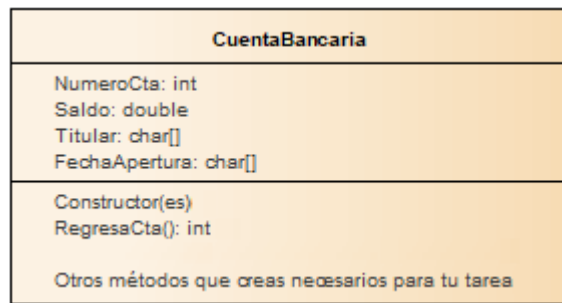 CuentaBancaria
NumeroCta: int
Saldo: double
Titular: char[]
FechaApertura: char[]
Constructor(es)
RegresaCta(): int
Otros métodos que creas necesarios para tu tarea